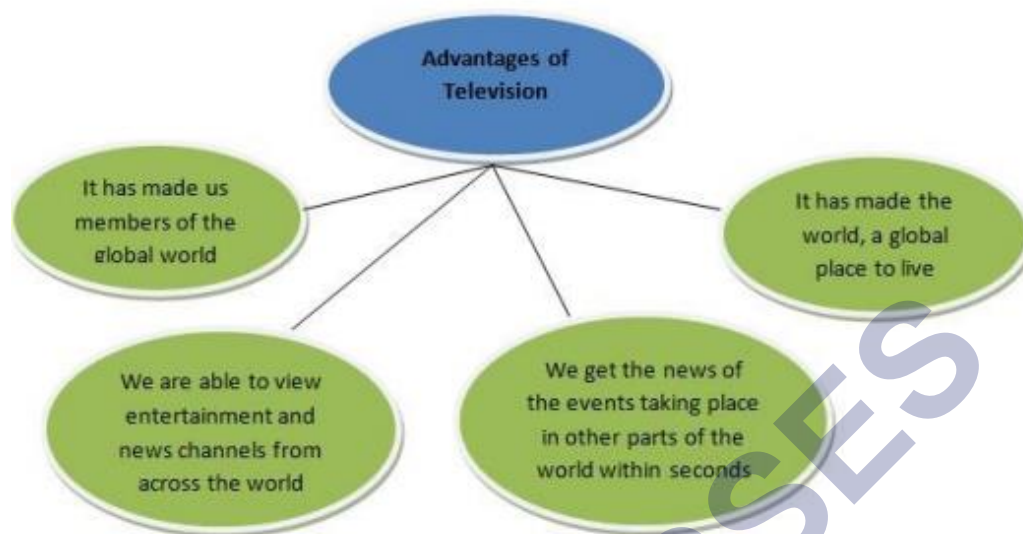 Advantages of
Television
It has made us
members of the
global world
It has made the
world, a global
place to live
We are able to view
entertainment and
news channels from
across the world
We get the news of
the events taking place
in other parts of the
world within seconds
SSES